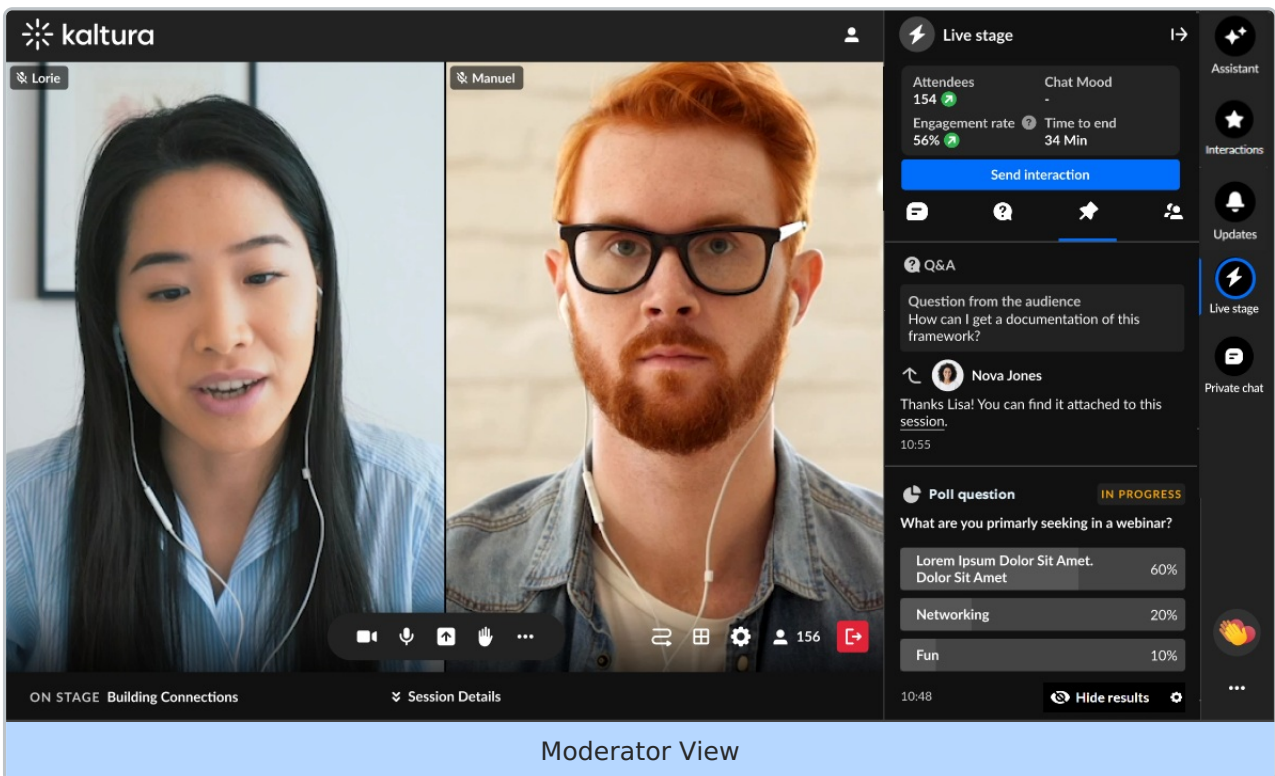 kaltura
Lorie
Manuel
156
ON STAGE Building Connections
Session Details
Live stage
Attendees
154
Chat Mood
-
Engagement rate
56%
Time to end
34 Min
Send interaction
Q&A
Question from the audience
How can I get a documentation of this
framework?
Nova Jones
Thanks Lisa! You can find it attached to this
session.
10:55
Poll question
IN PROGRESS
What are you primarly seeking in a webinar?
Lorem Ipsum Dolor Sit Amet.
Dolor Sit Amet
60%
Networking
20%
Fun
10%
10:48
Hide results
Assistant
Interactions
Updates
Live stage
Private chat
Moderator View